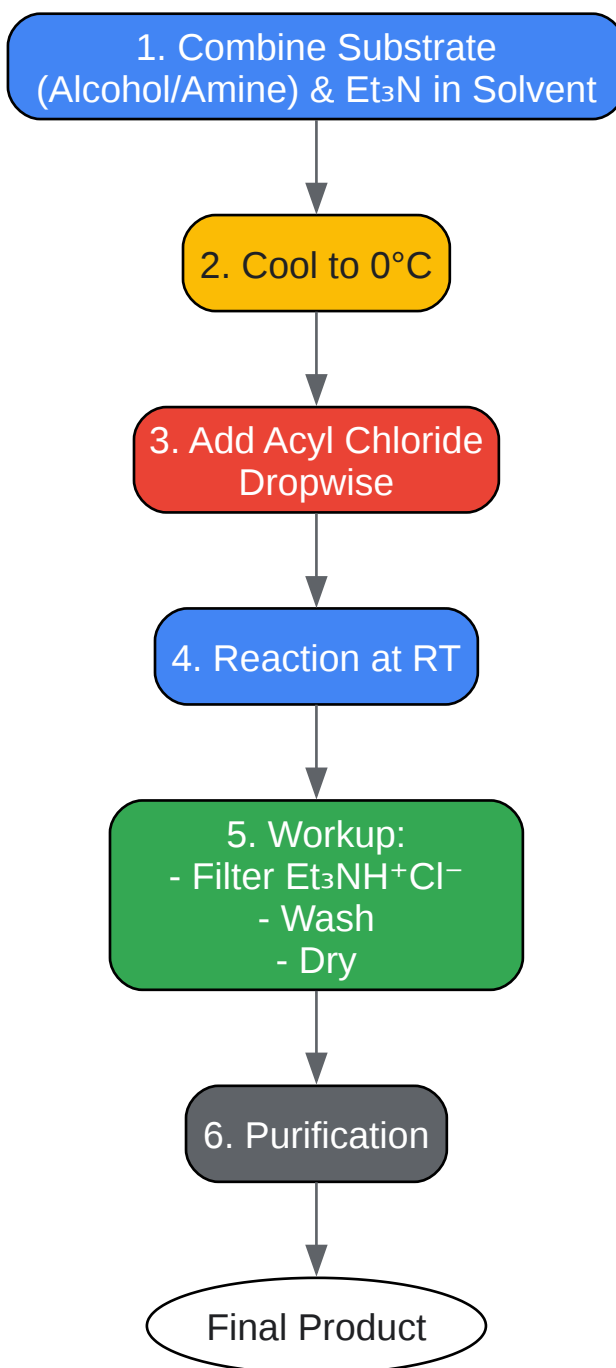 1. Combine Substrate
(Alcohol/Amine) & Et₃N in Solvent
2. Cool to 0°C
3. Add Acyl Chloride
Dropwise
4. Reaction at RT
5. Workup:
- Filter Et₃NH⁺Cl⁻
- Wash
- Dry
6. Purification
Final Product